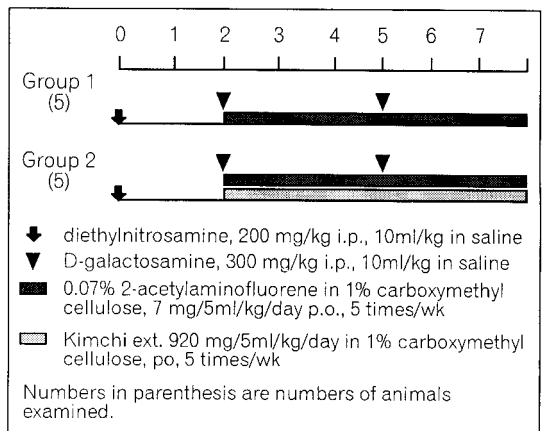 0 1 2 3 4 5 6 7
Group 1
(5)
Group 2
(5)
diethylnitrosamine, 200 mg/kg i.p., 10ml/kg in saline
D-galactosamine, 300 mg/kg i.p., 10ml/kg in saline
0.07% 2-acetylaminofluorene in 1% carboxymethyl
cellulose, 7 mg/5ml/kg/day p.o., 5 times/wk
Kimchi ext. 920 mg/5ml/kg/day in 1% carboxymethyl
cellulose, po, 5 times/wk
Numbers in parenthesis are numbers of animals
examined.